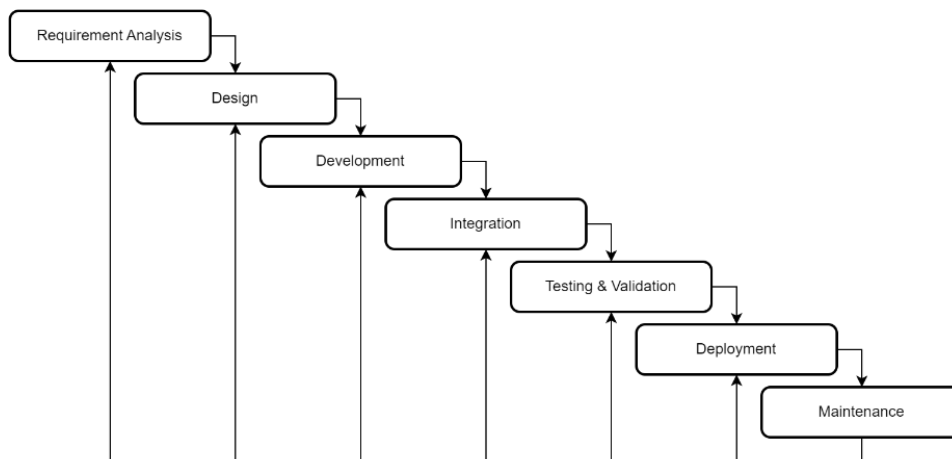 Requirement Analysis
Design
Development
Integration
Testing & Validation
Deployment
Maintenance